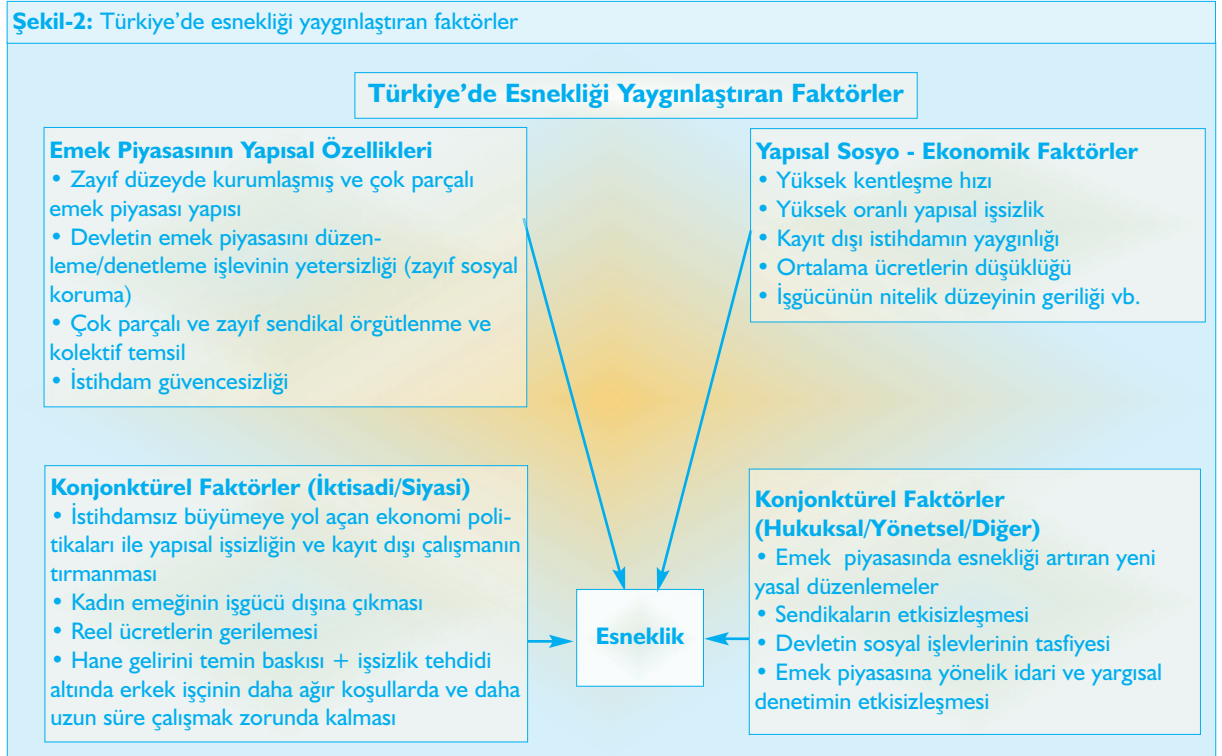 Şekil-2: Türkiye’de esnekliği yaygınlaştıran faktörler
Türkiye’de Esnekliği Yaygınlaştıran Faktörler
Emek Piyasasının Yapısal Özellikleri
• Zayıf düzeyde kurumlaşmış ve çok parçalı
emek piyasası yapısı
• Devletin emek piyasasını düzen-
leme/denetleme işlevinin yetersizliği (zayıf sosyal
koruma)
• Çok parçalı ve zayıf sendikal örgütlenme ve
kolektif temsil
• İstihdam güvencesizliği
Yapısal Sosyo - Ekonomik Faktörler
• Yüksek kentleşme hızı
• Yüksek oranlı yapısal işsizlik
• Kayıt dışı istihdamın yaygınlığı
• Ortalama ücretlerin düşüklüğü
• İşgücünün nitelik düzeyinin geriliği vb.
Konjonktürel Faktörler (İktisadi/Siyasi)
• İstihdamsız büyümeye yol açan ekonomi poli-
tikaları ile yapısal işsizliğin ve kayıt dışı çalışmanın
tırmanması
• Kadın emeğinin işgücü dışına çıkması
• Reel ücretlerin gerilemesi
• Hane gelirini temin baskısı + işsizlik tehdidi
altında erkek işçinin daha ağır koşullarda ve daha
uzun süre çalışmak zorunda kalması
Esneklik
Konjonktürel Faktörler
(Hukuksal/Yönetsel/Diğer)
• Emek piyasasında esnekliği artıran yeni
yasal düzenlemeler
• Sendikaların etkisizleşmesi
• Devletin sosyal işlevlerinin tasfiyesi
• Emek piyasasına yönelik idari ve yargısal
denetimin etkisizleşmesi